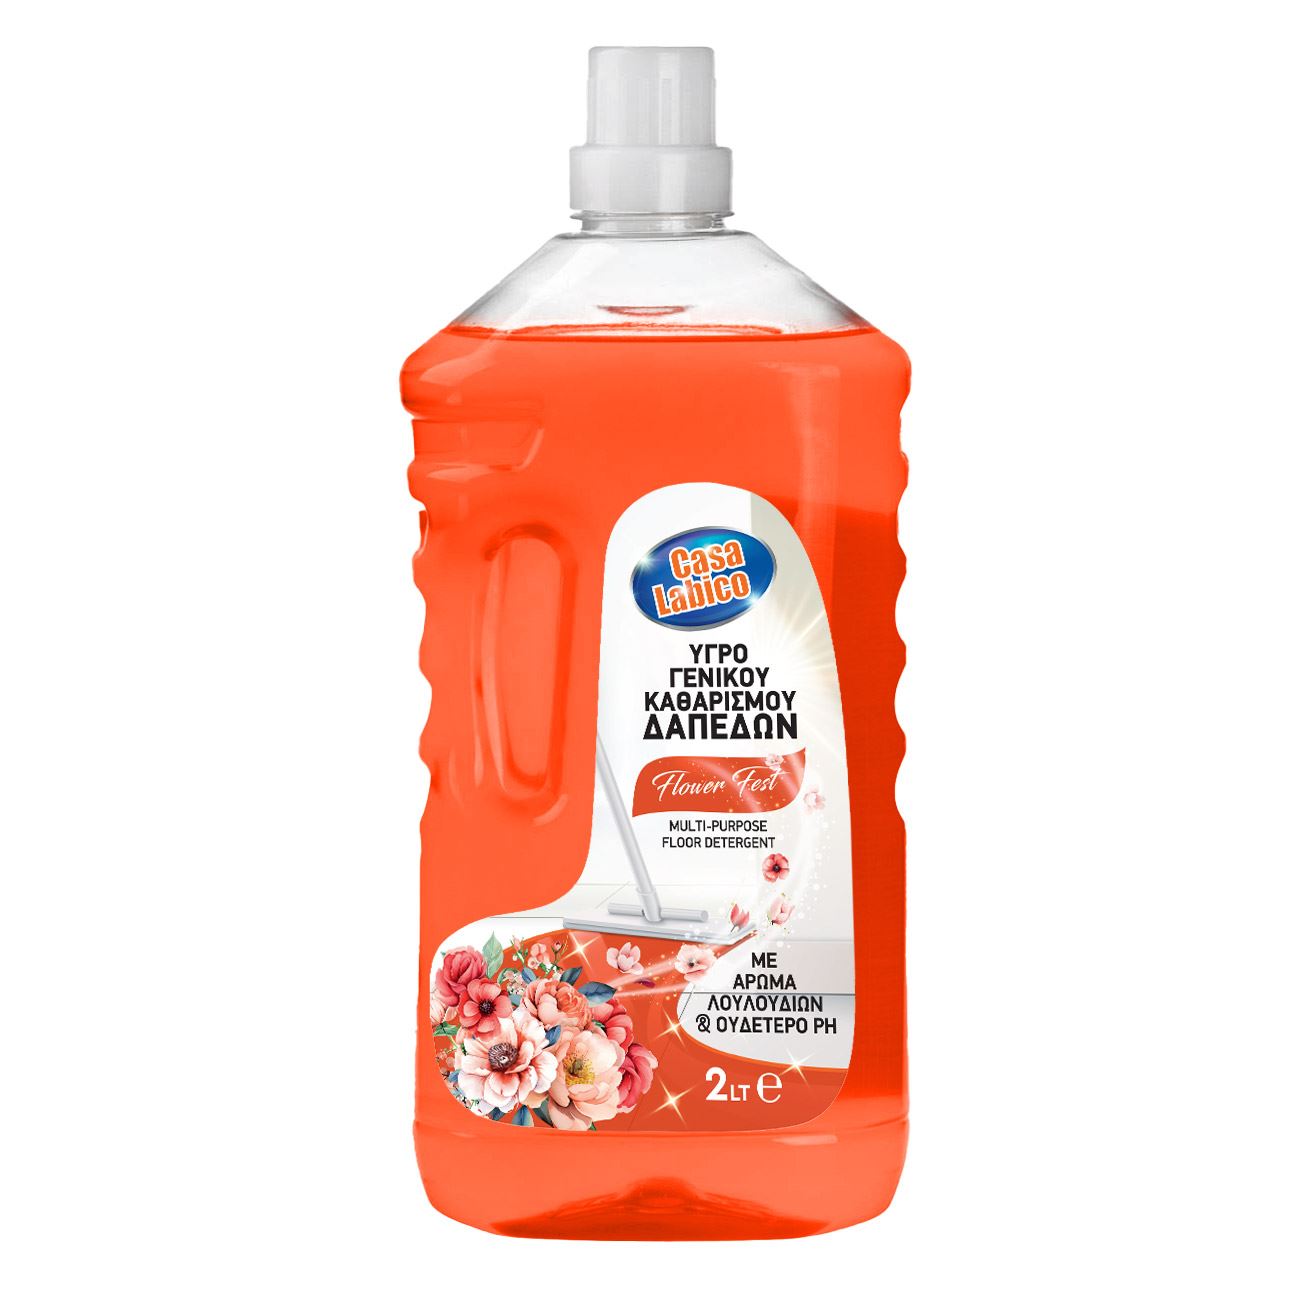 Casa
Labico
ΥΓΡΟ
ΓΕΝΙΚΟΥ
ΚΑΘΑΡΙΣΜΟΥ
ΔΑΠΕΔΩΝ
Flower Fest
MULTI-PURPOSE
FLOOR DETERGENT
ΜΕ
ΑΡΩΜΑ
ΛΟΥΛΟΥΔΙΩΝ
& ΟΥΔΕΤΕΡΟ PH
2LT ℮